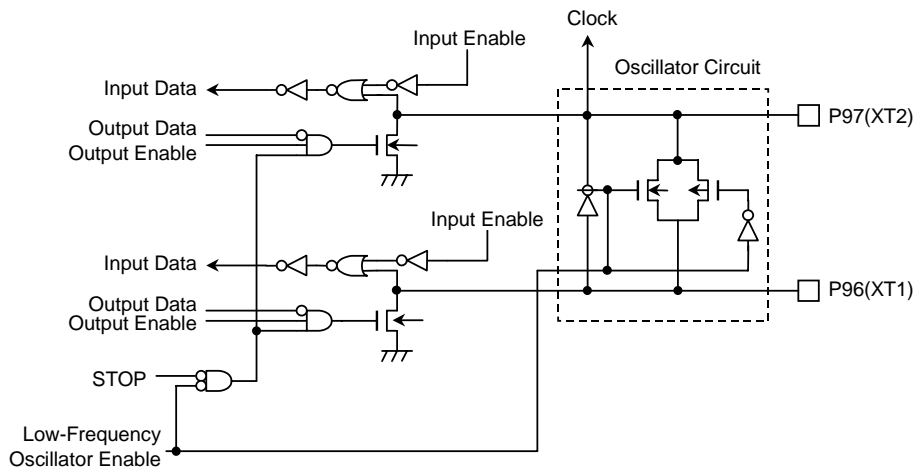 Clock
Input Enable
Oscillator Circuit
Input Data
P97(XT2)
Output Data
Output Enable
Input Enable
Input Data
P96(XT1)
Output Data
Output Enable
STOP
Low-Frequency
Oscillator Enable